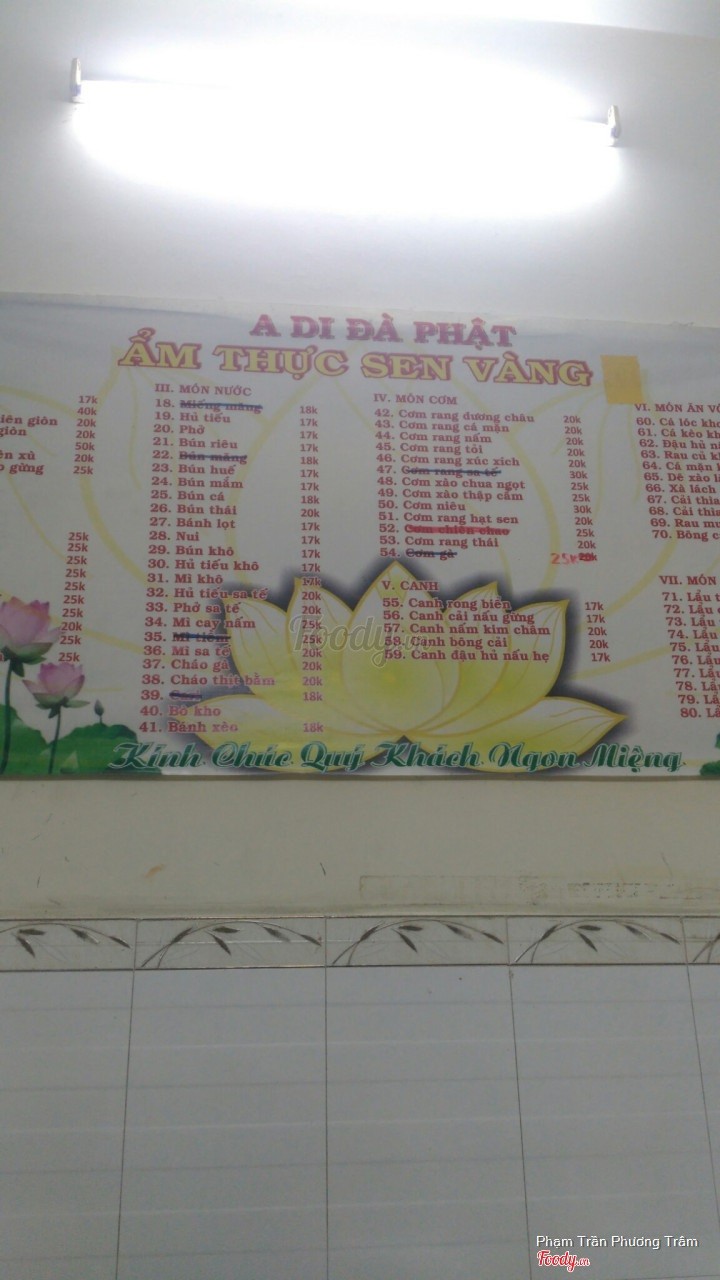 A DI ĐÀ PHẬT
ẨM THỰC SEN VÀNG
17k
40k
iên giòn 20k
giòn 20k
50k
ên xù 20k
o gừng 25k
25k
25k
25k
25k
25k
25k
20k
25k
III. MÓN NƯỚC
18. Miếng măng 18k
19. Hủ tiếu 17k
20. Phở 17k
21. Bún riêu 17k
22. Bún măng 18k
23. Bún huế 17k
24. Bún mắm 17k
25. Bún cá 18k
26. Bún thái 20k
27. Bánh lọt 17k
28. Nui 17k
29. Bún khô 17k
30. Hủ tiếu khô 17k
31. Mì khô 17k
32. Hủ tiếu sa tế 20k
33. Phở sa tế 20k
34. Mì cay nấm 25k
35. Mì tiềm 25k
36. Mì sa tế 20k
37. Cháo gà 20k
38. Cháo thịt bằm 20k
39. 18k
40. Bò kho
41. Bánh xèo 18k
IV. MÓN CƠM
42. Cơm rang dương châu 20k
43. Cơm rang cá mặn 20k
44. Cơm rang nấm 20k
45. Cơm rang tỏi 20k
46. Cơm rang xúc xích 20k
47. Cơm rang sa tế 30k
48. Cơm xào chua ngọt 25k
49. Cơm xào thập cẩm 25k
50. Cơm niêu 30k
51. Cơm rang hạt sen 20k
52. Cơm chiên chao 25k
53. Cơm rang thái 20k
54. Cơm gà 25k
V. CANH
55. Canh rong biển 17k
56. Canh cải nấu gừng 17k
57. Canh nấm kim châm 20k
58. Canh bông cải 20k
59. Canh đậu hủ nấu hẹ 17k
VI. MÓN ĂN
60. Cá lóc kho
61. Cá kèo kh
62. Đậu hủ n
63. Rau củ k
64. Cá mặn
65. Dê xào l
66. Xá lách
67. Cải thìa
68. Cải thìa
69. Rau mu
70. Bông c
VII. MÓN
71. Lẩu
72. Lẩu
73. Lẩu
74. Lẩu
75. Lẩu
76. Lẩu
77. Lẩ
78. Lẩ
79. Lẩ
80. Lẩ
Kính Chúc Quý Khách Ngon Miệng
Foody.vn
Phạm Trần Phương Trâm
Foody.vn